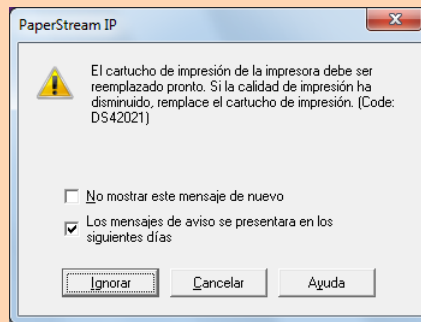 PaperStream IP
El cartucho de impresión de la impresora debe ser
reemplazado pronto. Si la calidad de impresión ha
disminuido, remplace el cartucho de impresión. (Code:
DS42021)
No mostrar este mensaje de nuevo
Los mensajes de aviso se presentara en los
siguientes días
Ignorar
Cancelar
Ayuda